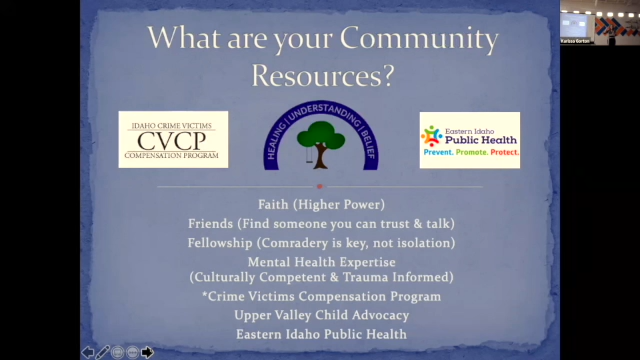 What are your Community
Resources?
IDAHO CRIME VICTIMS
CVCP
COMPENSATION PROGRAM
HEALING | UNDERSTANDING | BELIEF
Eastern Idaho
Public Health
Prevent. Promote. Protect.
Karissa Gorton
Faith (Higher Power)
Friends (Find someone you can trust & talk)
Fellowship (Comradery is key, not isolation)
Mental Health Expertise
(Culturally Competent & Trauma Informed)
*Crime Victims Compensation Program
Upper Valley Child Advocacy
Eastern Idaho Public Health